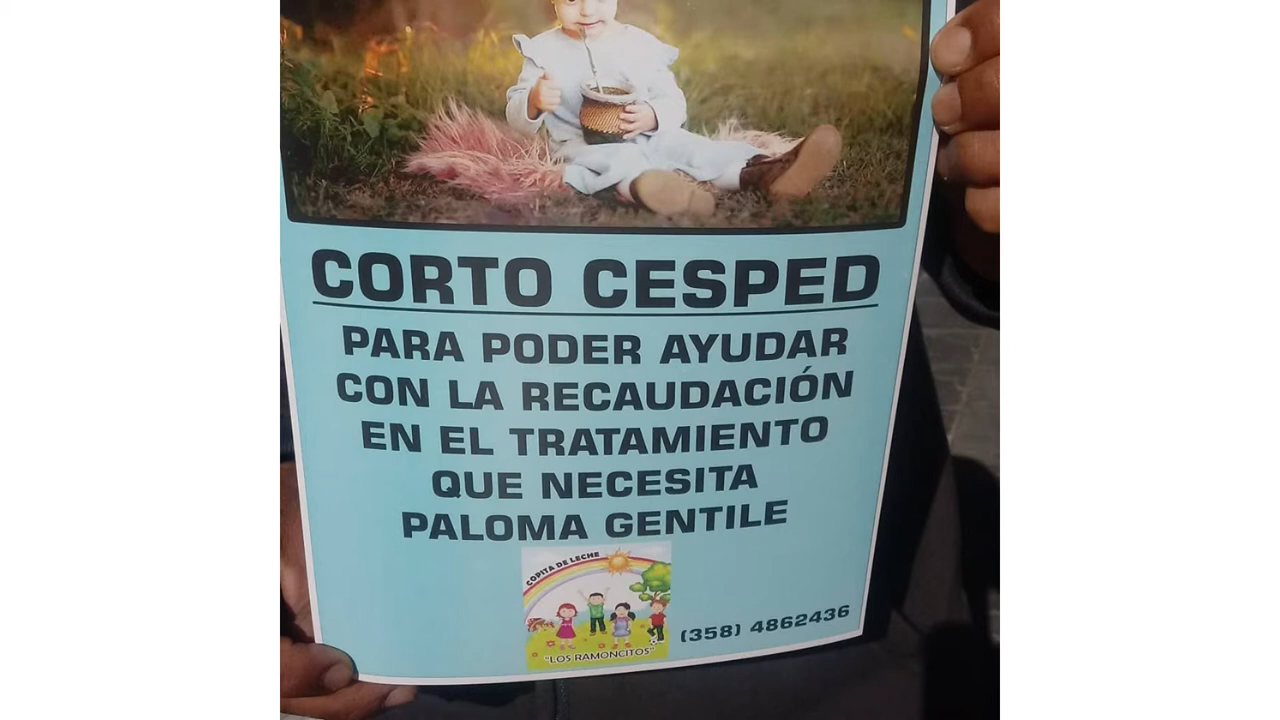 CORTO CESPED
PARA PODER AYUDAR
CON LA RECAUDACIÓN
EN EL TRATAMIENTO
QUE NECESITA
PALOMA GENTILE
COPITA DE LECHE
"LOS RAMONCITOS"
(358) 4862436